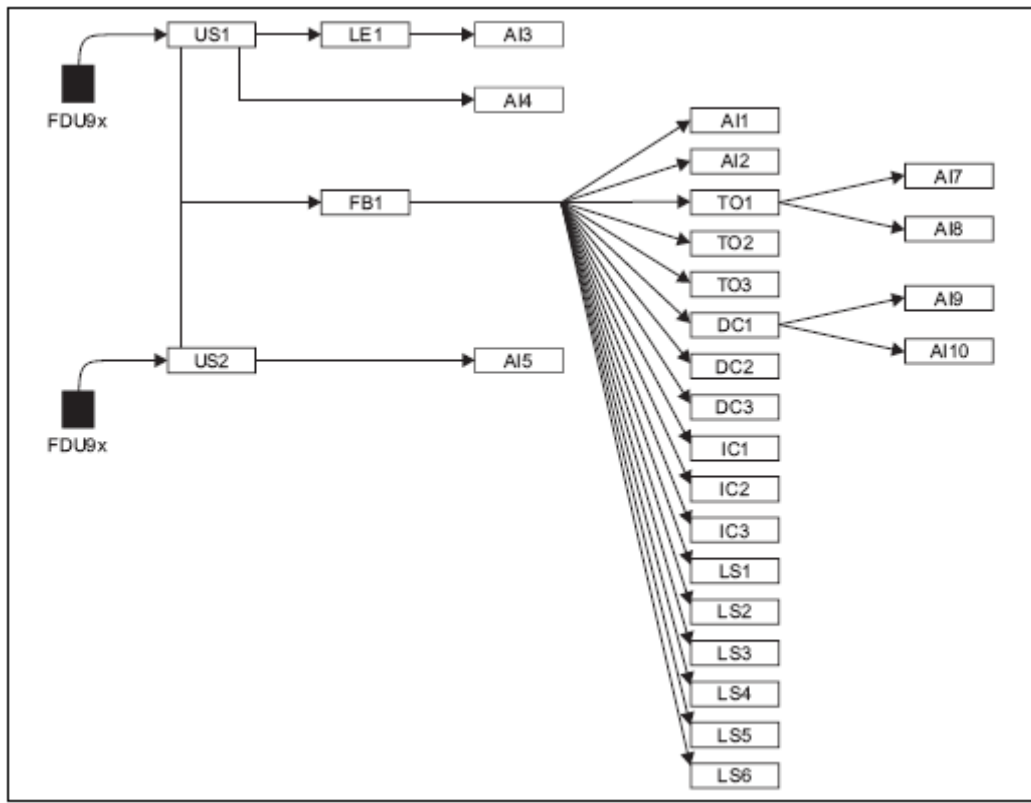 US1
LE1
AI3
FDU9x
AI4
AI1
AI2
AI7
FB1
TO1
AI8
TO2
TO3
AI9
DC1
AI10
US2
AI5
DC2
DC3
FDU9x
IC1
IC2
IC3
LS1
LS2
LS3
LS4
LS5
LS6